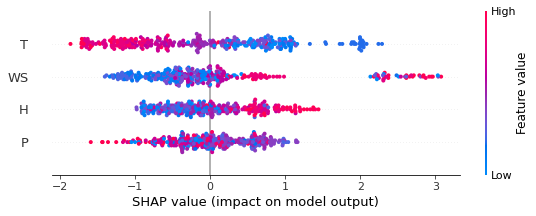 High
T
WS
H
P
Feature value
Low
−2
−1
0
1
2
3
SHAP value (impact on model output)